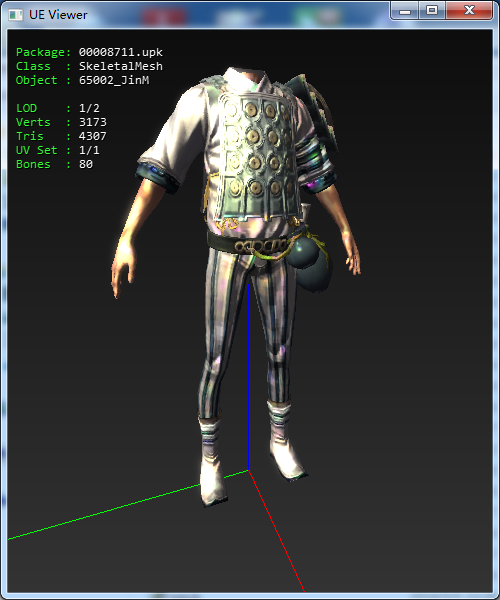 UE Viewer
Package: 00008711.upk
Class : SkeletalMesh
Object : 65002_JinM
LOD : 1/2
Verts : 3173
Tris : 4307
UV Set : 1/1
Bones : 80